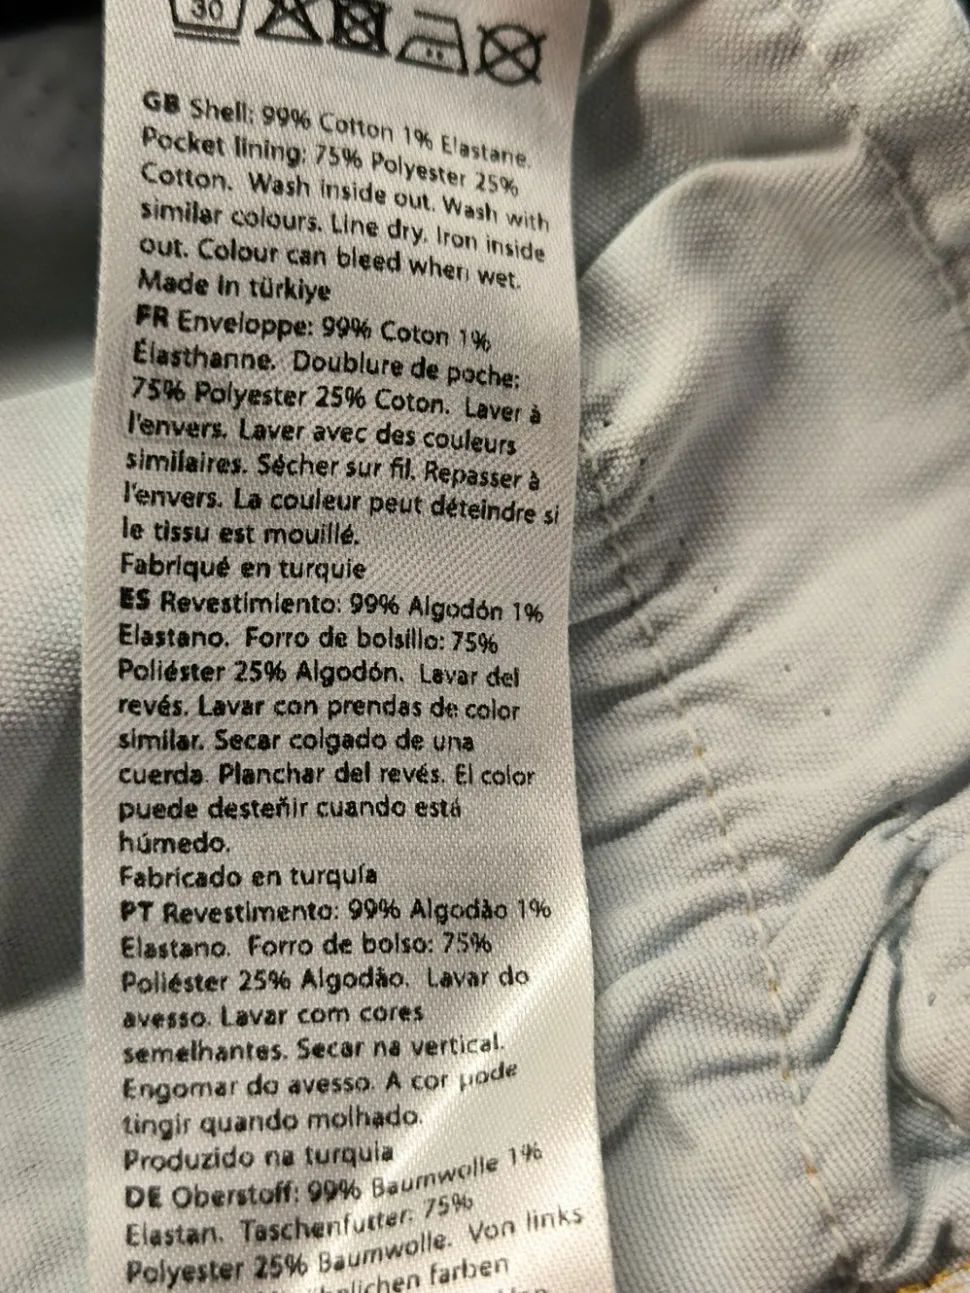 30
GB Shell: 99% Cotton 1% Elastane.
Pocket lining: 75% Polyester 25%
Cotton. Wash inside out. Wash with
similar colours. Line dry. Iron inside
out. Colour can bleed when wet.
Made in türkiye
FR Enveloppe: 99% Coton 1%
Élasthanne. Doublure de poche:
75% Polyester 25% Coton. Laver à
l'envers. Laver avec des couleurs
similaires. Sécher sur fil. Repasser à
l'envers. La couleur peut déteindre si
le tissu est mouillé.
Fabriqué en turquie
ES Revestimiento: 99% Algodón 1%
Elastano. Forro de bolsillo: 75%
Poliéster 25% Algodón. Lavar del
revés. Lavar con prendas de color
similar. Secar colgado de una
cuerda. Planchar del revés. El color
puede desteñir cuando está
húmedo.
Fabricado en turquía
PT Revestimento: 99% Algodão 1%
Elastano. Forro de bolso: 75%
Poliéster 25% Algodão. Lavar do
avesso. Lavar com cores
semelhantes. Secar na vertical.
Engomar do avesso. A cor pode
tingir quando molhado.
Produzido na turquia
DE Oberstoff: 99% Baumwolle 1%
Elastan. Taschenfutter: 75%
Polyester 25% Baumwolle. Von links
farben